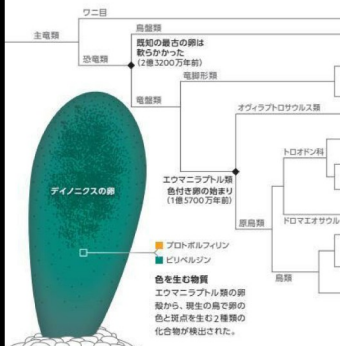 ワニ目
主竜類
鳥盤類
既知の最古の卵は
軟らかかった
(2億3200万年前)
恐竜類
竜脚形類
竜盤類
オヴィラプトロサウルス類
デイノニクスの卵
エウマニラプトル類
色付き卵の始まり
(1億5700万年前)
トロオドン科
原鳥類
ドロマエオサウル
プロトポルフィリン
ビリベルジン
鳥類
色を生む物質
エウマニラプトル類の卵
殻から、現生の鳥で卵の
色と斑点を生む2種類の
化合物が検出された。